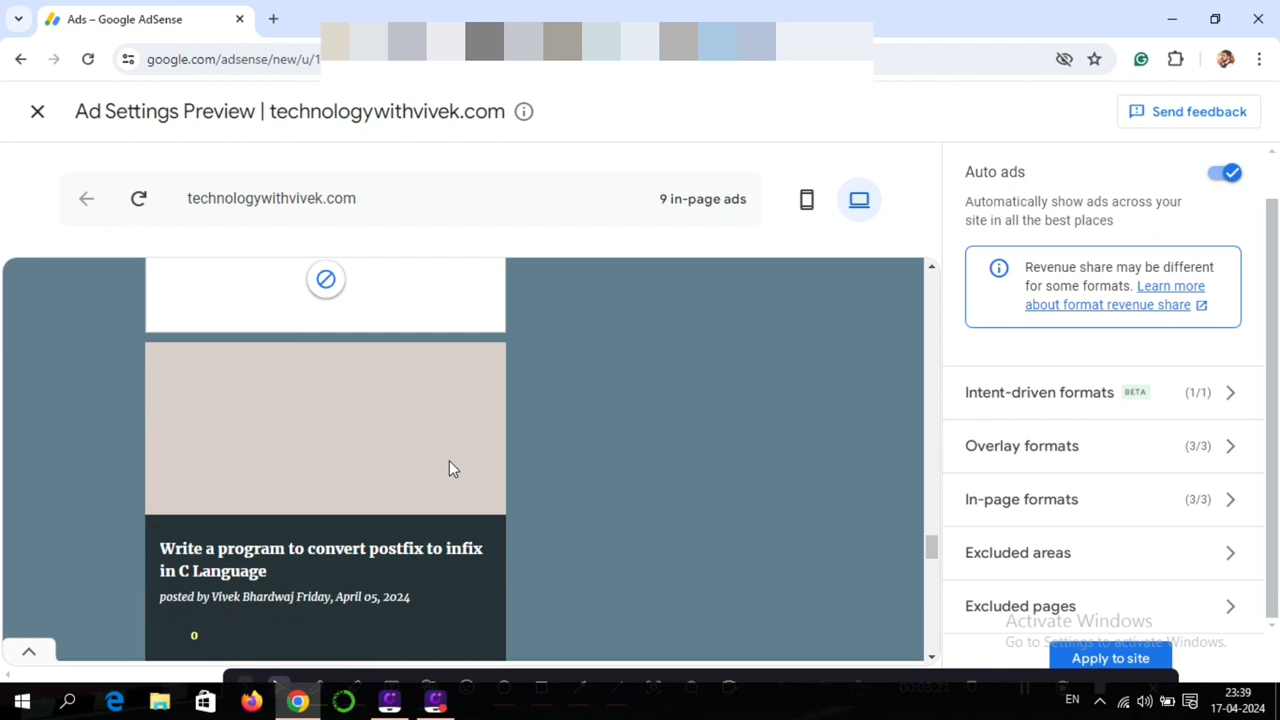 Ads – Google AdSense
google.com/adsense/new/u/1
Ad Settings Preview | technologywithvivek.com
Send feedback
technologywithvivek.com
9 in-page ads
Auto ads
Automatically show ads across your
site in all the best places
Revenue share may be different
for some formats. Learn more
about format revenue share
Intent-driven formats BETA (1/1)
Overlay formats (3/3)
In-page formats (3/3)
Excluded areas
Excluded pages
Write a program to convert postfix to infix
in C Language
posted by Vivek Bhardwaj Friday, April 05, 2024
0
Activate Windows
Go to Settings to activate Windows.
Apply to site
00:03:21
EN
23:39
17-04-2024